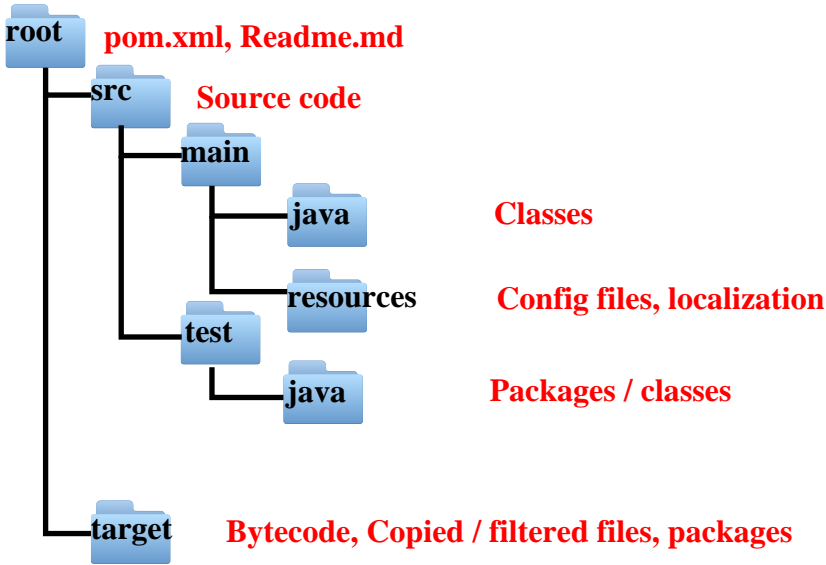 root
pom.xml, Readme.md
src
Source code
main
java
Classes
resources
Config files, localization
test
java
Packages / classes
target
Bytecode, Copied / filtered files, packages